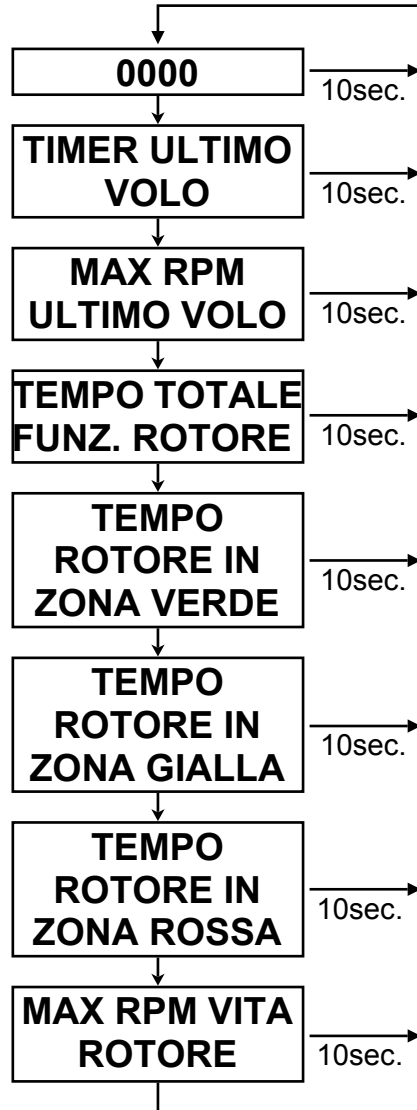 0000
10sec.
TIMER ULTIMO
VOLO
10sec.
MAX RPM
ULTIMO VOLO
10sec.
TEMPO TOTALE
FUNZ. ROTORE
10sec.
TEMPO
ROTORE IN
ZONA VERDE
10sec.
TEMPO
ROTORE IN
ZONA GIALLA
10sec.
TEMPO
ROTORE IN
ZONA ROSSA
10sec.
MAX RPM VITA
ROTORE
10sec.